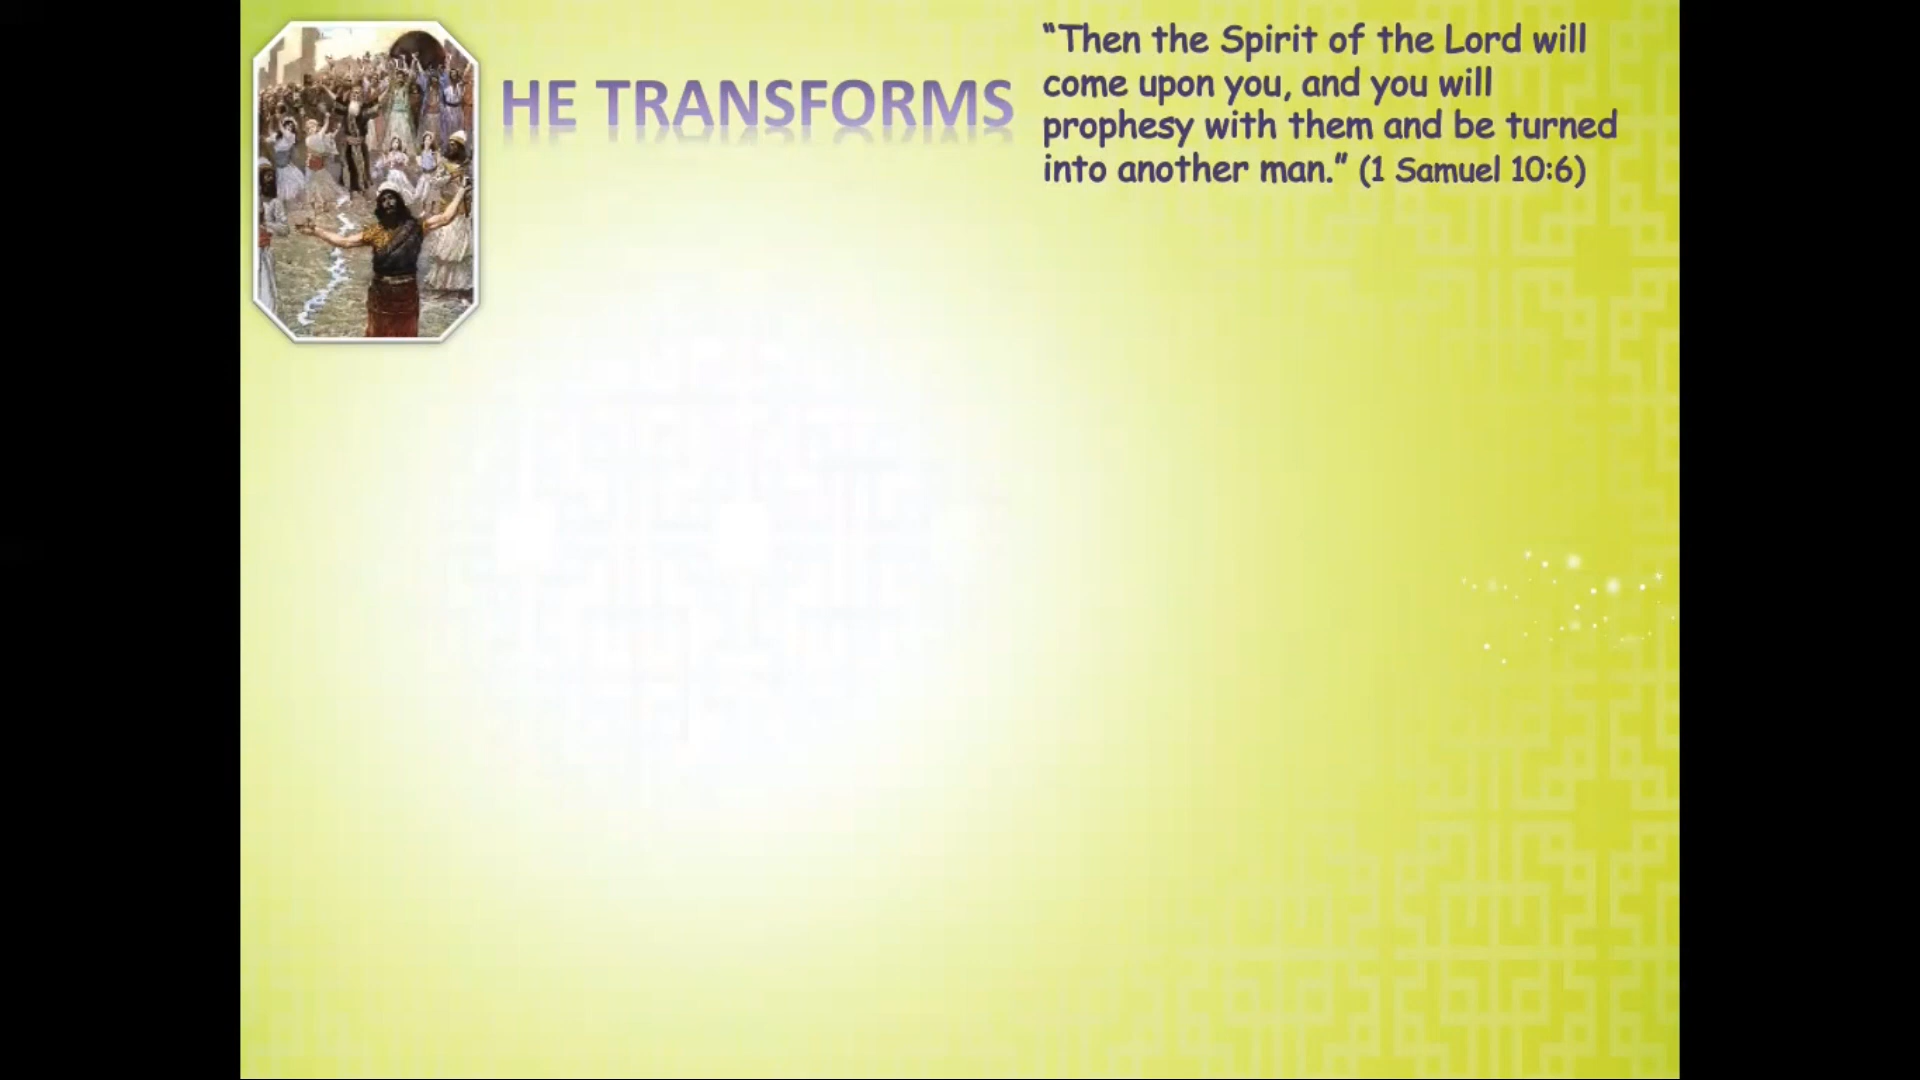 HE TRANSFORMS
“Then the Spirit of the Lord will
come upon you, and you will
prophesy with them and be turned
into another man.” (1 Samuel 10:6)